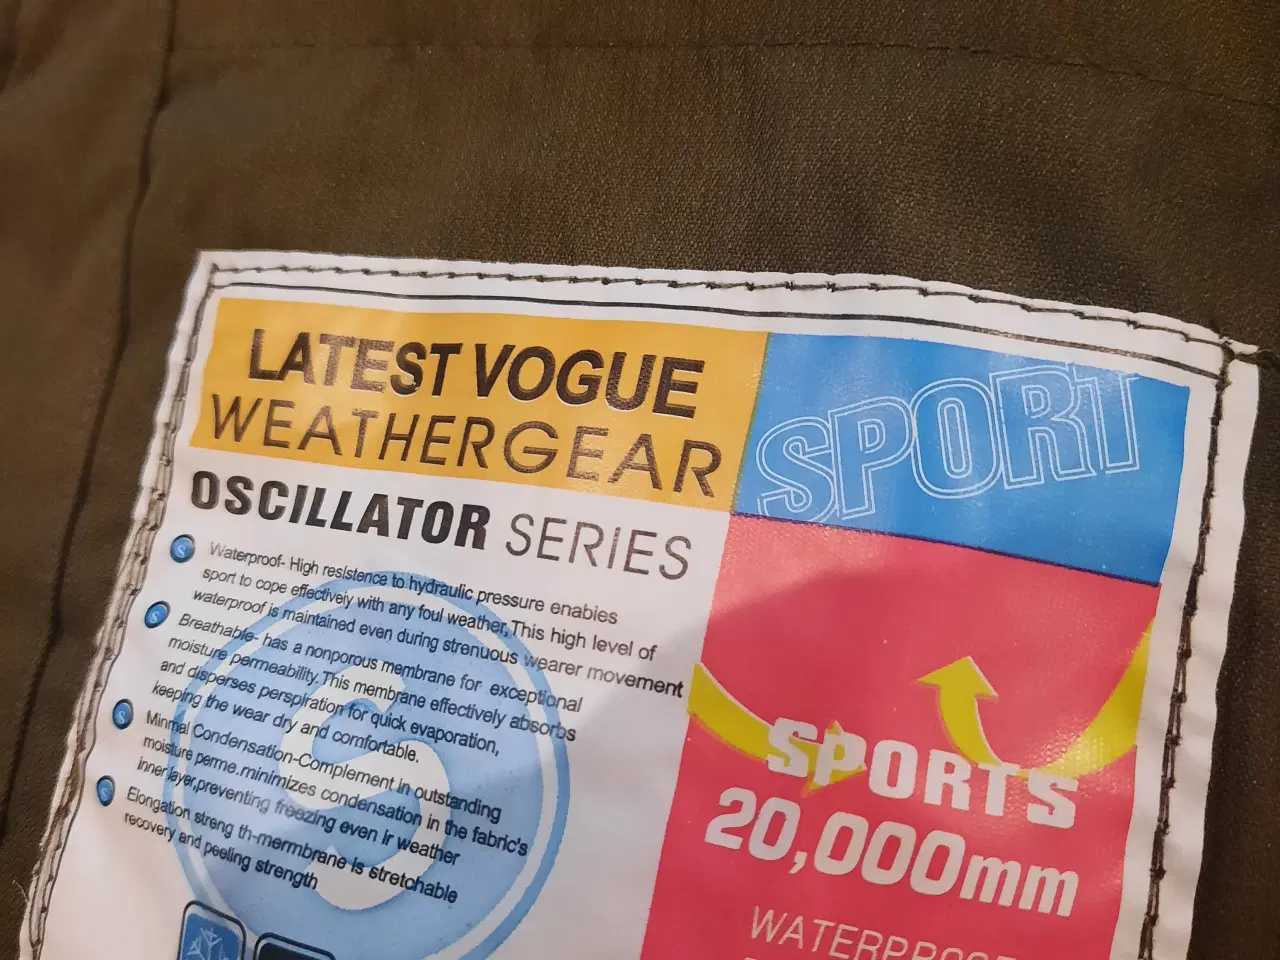 LATEST VOGUE
WEATHERGEAR
SPORT
OSCILLATOR SERIES
Waterproof- High resistence to hydraulic pressure enables
sport to cope effectively with any foul weather,This high level of
waterproof is maintained even during strenuous wearer movement
Breathable- has a nonporous membrane for exceptional
moisture permeability.This membrane effectively absorbs
and disperses perspiration for quick evaporation,
keeping the wear dry and comfortable.
Minmal Condensation-Complement in outstanding
moisture perme.minimizes condensation in the fabric's
inner layer,preventing freezing even ir weather
Elongation streng th-mermbrane is stretchable
recovery and peeling strength
SPORTS
20,000mm
WATERPROOF